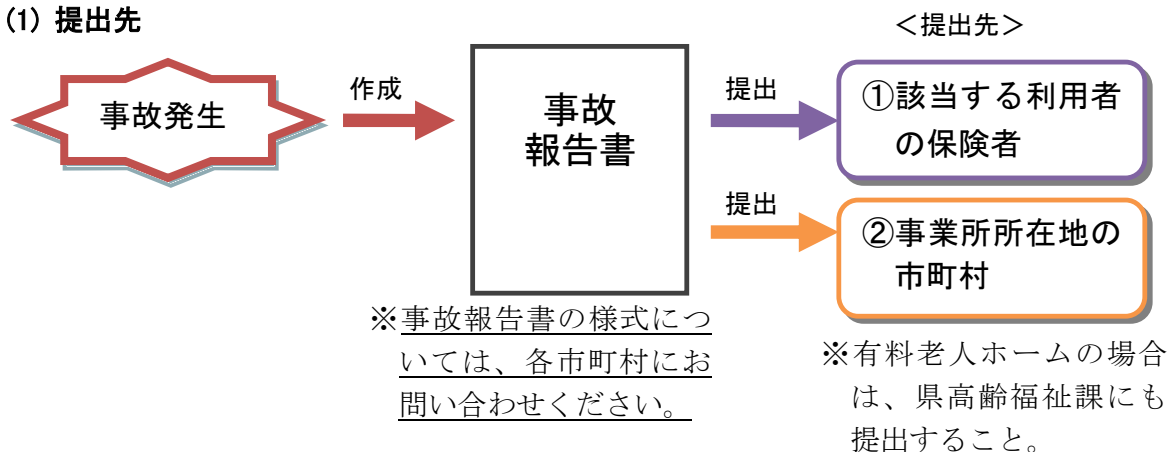 (1) 提出先
＜提出先＞
事故発生
作成
事故
報告書
提出
①該当する利用者
の保険者
提出
②事業所所在地の
市町村
※事故報告書の様式につ
いては、各市町村にお
問い合わせください。
※有料老人ホームの場合
は、県高齢福祉課にも
提出すること。